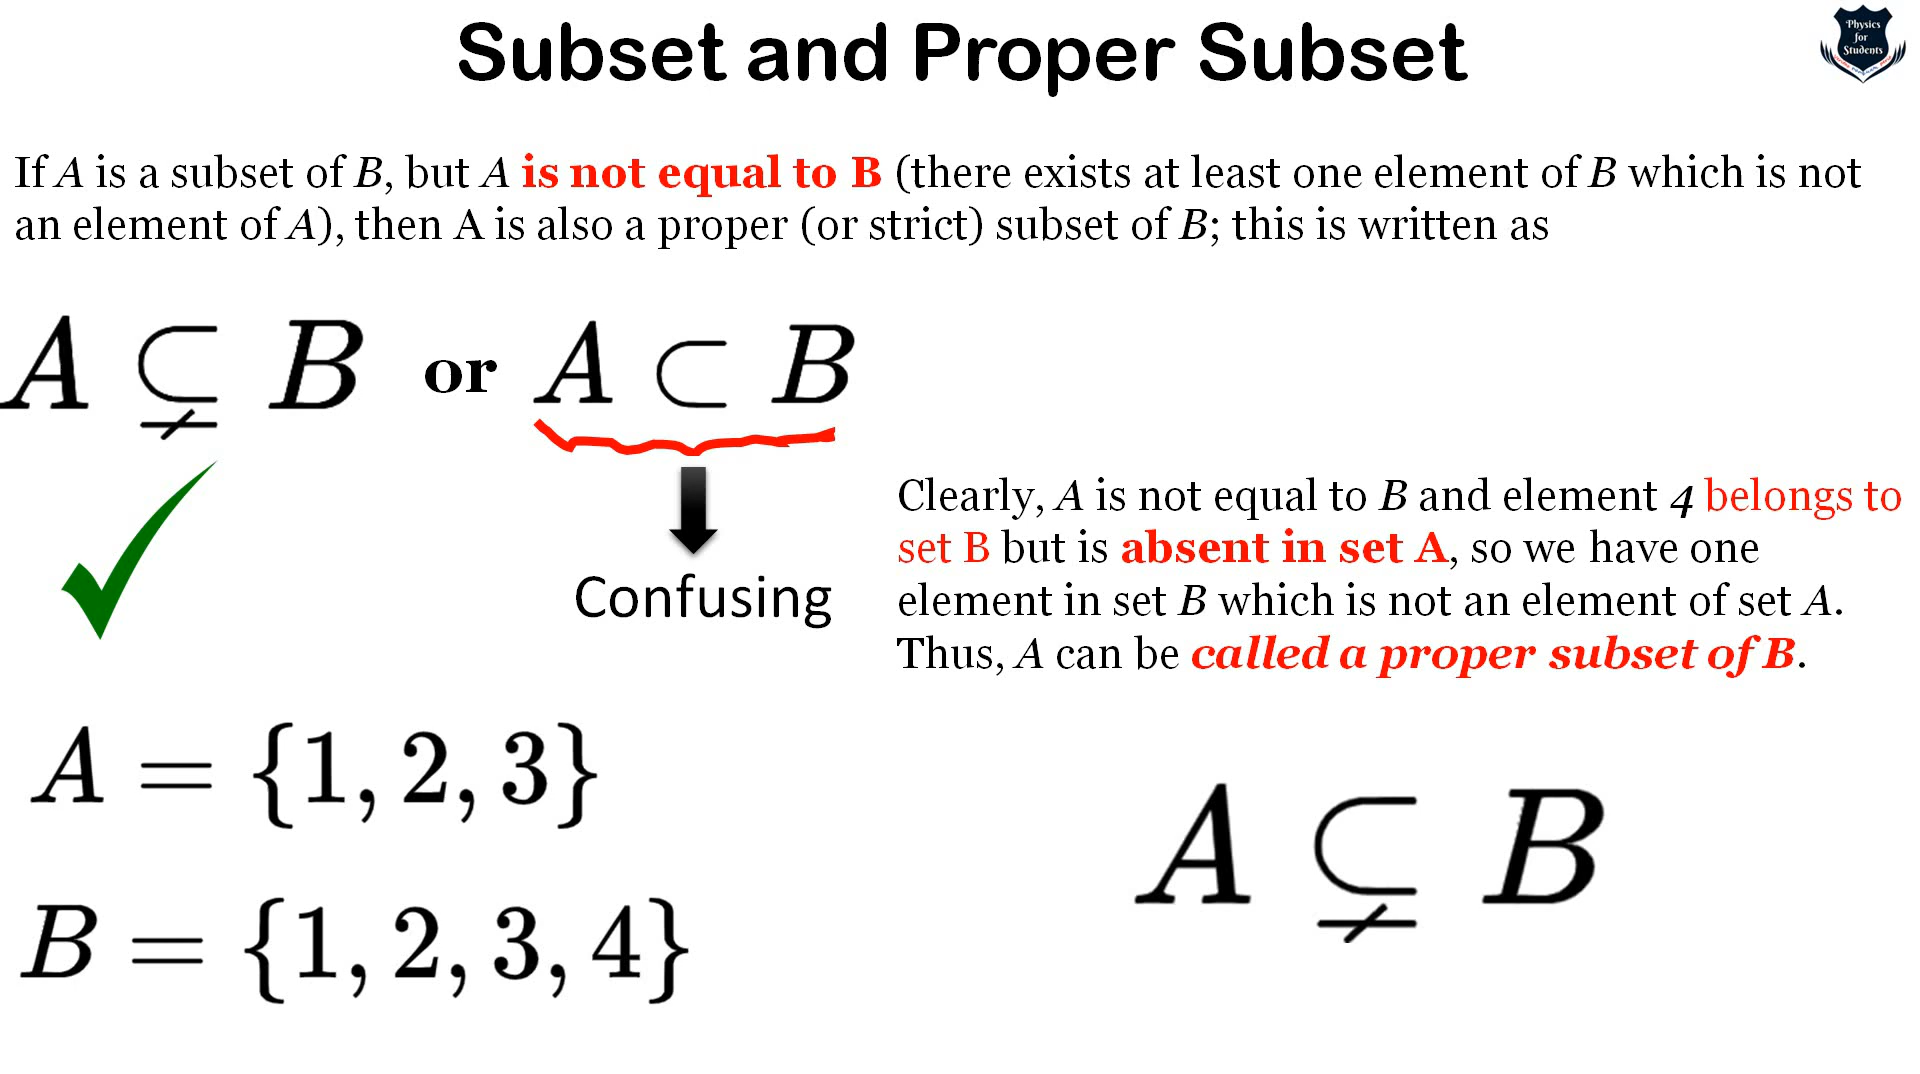 Subset and Proper Subset
Physics
for
Students
If A is a subset of B, but A is not equal to B (there exists at least one element of B which is not
an element of A), then A is also a proper (or strict) subset of B; this is written as
A ⊊ B or A ⊂ B
Confusing
Clearly, A is not equal to B and element 4 belongs to
set B but is absent in set A, so we have one
element in set B which is not an element of set A.
Thus, A can be called a proper subset of B.
A = {1, 2, 3}
B = {1, 2, 3, 4}
A ⊊ B